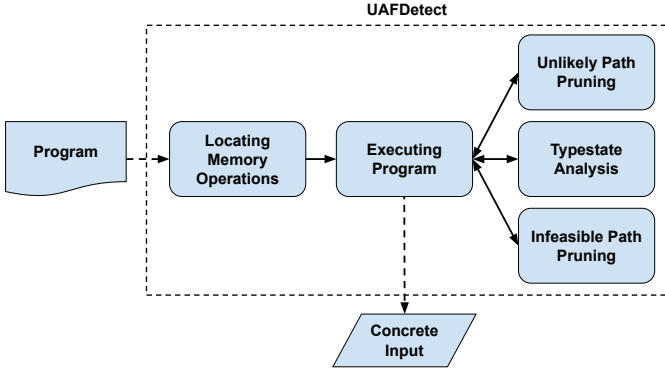 UAFDetect
Program
Locating
Memory
Operations
Executing
Program
Unlikely Path
Pruning
Typestate
Analysis
Infeasible Path
Pruning
Concrete
Input